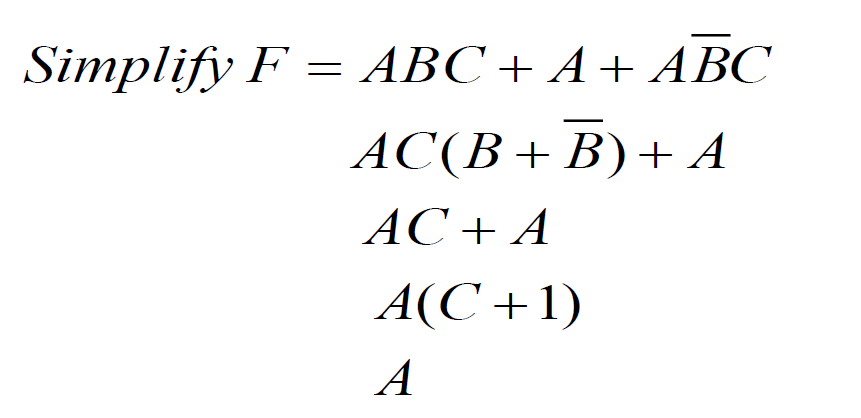 Simplify F = ABC + A + AB̅C
AC(B + B̅) + A
AC + A
A(C + 1)
A